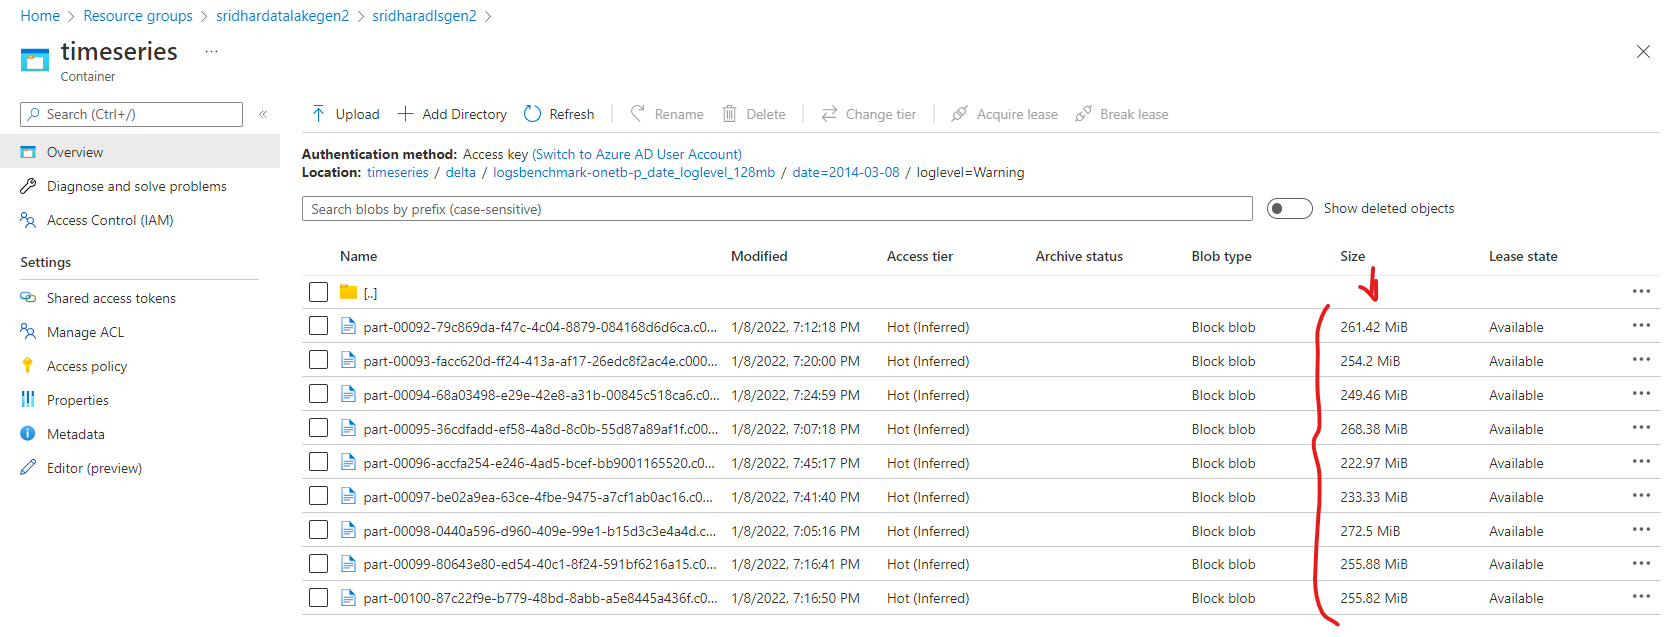 Home > Resource groups > sridhardatalakegen2 > sridharadlsgen2 >
timeseries ...
Container
Search (Ctrl+/) «
Overview
Diagnose and solve problems
Access Control (IAM)
Settings
Shared access tokens
Manage ACL
Access policy
Properties
Metadata
Editor (preview)
Upload Add Directory Refresh Rename Delete Change tier Acquire lease Break lease
Authentication method: Access key (Switch to Azure AD User Account)
Location: timeseries / delta / logsbenchmark-onetb-p_date_loglevel_128mb / date=2014-03-08 / loglevel=Warning
Search blobs by prefix (case-sensitive) Show deleted objects
Name Modified Access tier Archive status Blob type Size Lease state
[..] ...
part-00092-79c869da-f47c-4c04-8879-084168d6d6ca.c0... 1/8/2022, 7:12:18 PM Hot (Inferred) Block blob 261.42 MiB Available ...
part-00093-facc620d-ff24-413a-af17-26edc8f2ac4e.c000... 1/8/2022, 7:20:00 PM Hot (Inferred) Block blob 254.2 MiB Available ...
part-00094-68a03498-e29e-42e8-a31b-00845c518ca6.c0... 1/8/2022, 7:24:59 PM Hot (Inferred) Block blob 249.46 MiB Available ...
part-00095-36cdfadd-ef58-4a8d-8c0b-55d87a89af1f.c00... 1/8/2022, 7:07:18 PM Hot (Inferred) Block blob 268.38 MiB Available ...
part-00096-accfa254-e246-4ad5-bcef-bb9001165520.c0... 1/8/2022, 7:45:17 PM Hot (Inferred) Block blob 222.97 MiB Available ...
part-00097-be02a9ea-63ce-4fbe-9475-a7cf1ab0ac16.c0... 1/8/2022, 7:41:40 PM Hot (Inferred) Block blob 233.33 MiB Available ...
part-00098-0440a596-d960-409e-99e1-b15d3c3e4a4d.c... 1/8/2022, 7:05:16 PM Hot (Inferred) Block blob 272.5 MiB Available ...
part-00099-80643e80-ed54-40c1-8f24-591bf6216a15.c0... 1/8/2022, 7:16:41 PM Hot (Inferred) Block blob 255.88 MiB Available ...
part-00100-87c22f9e-b779-48bd-8abb-a5e8445a436f.c0... 1/8/2022, 7:16:50 PM Hot (Inferred) Block blob 255.82 MiB Available ...